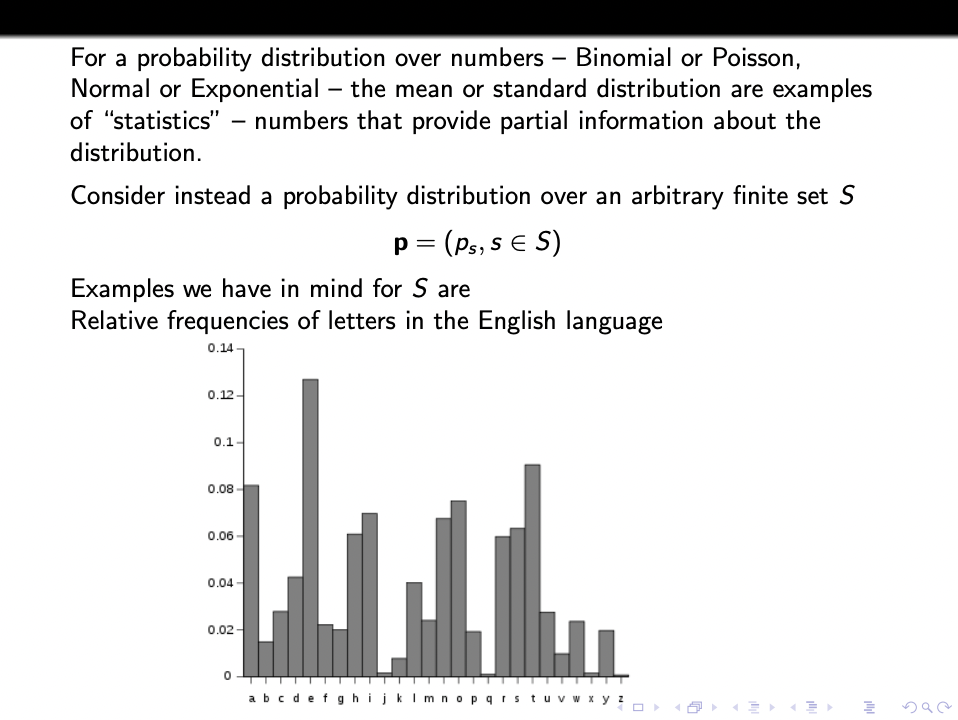 For a probability distribution over numbers – Binomial or Poisson,
Normal or Exponential – the mean or standard distribution are examples
of “statistics” – numbers that provide partial information about the
distribution.
Consider instead a probability distribution over an arbitrary finite set S
p = (pₛ, s ∈ S)
Examples we have in mind for S are
Relative frequencies of letters in the English language
0.14
0.12
0.1
0.08
0.06
0.04
0.02
0
a b c d e f g h i j k l m n o p q r s t u v w x y z